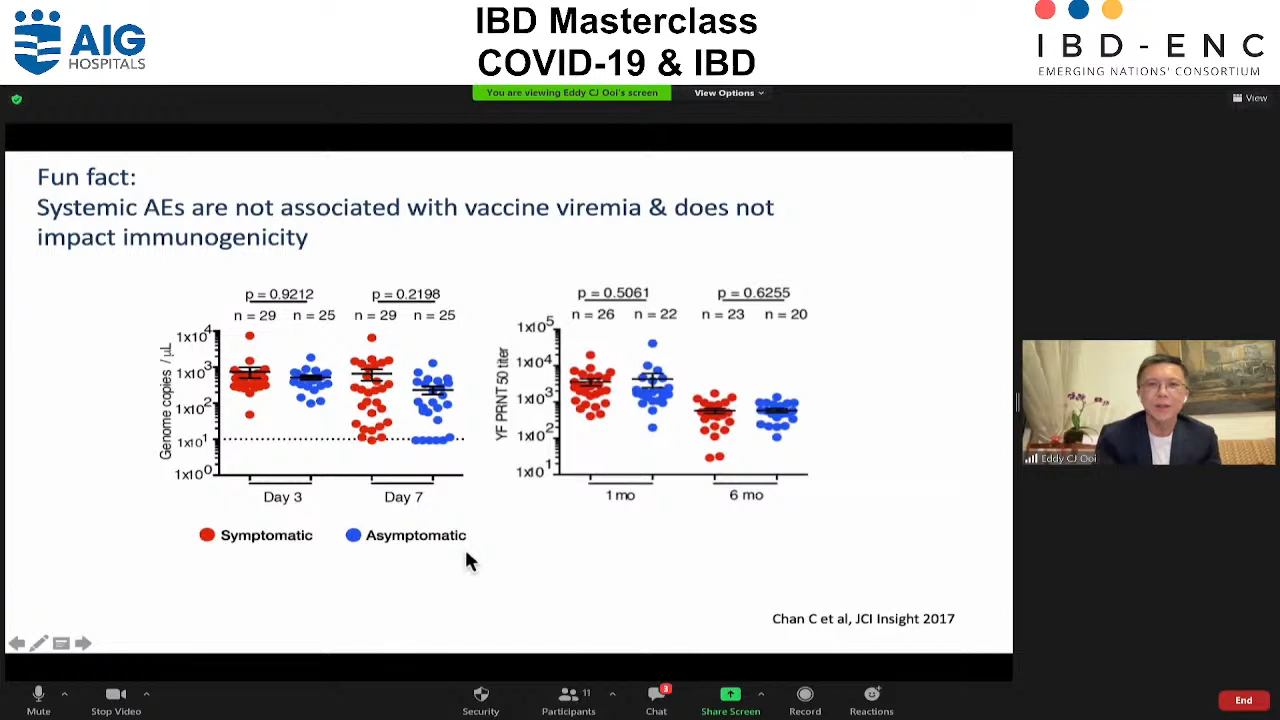 AIG
HOSPITALS
IBD Masterclass
COVID-19 & IBD
IBD-ENC
EMERGING NATIONS' CONSORTIUM
You are viewing Eddy CJ Ooi's screen
View Options
View
Fun fact:
Systemic AEs are not associated with vaccine viremia & does not
impact immunogenicity
p = 0.9212
p = 0.2198
n = 29
n = 25
n = 29
n = 25
Genome copies / µL
1x10⁴
1x10³
1x10²
1x10¹
1x10⁰
Day 3
Day 7
p = 0.5061
p = 0.6255
n = 26
n = 22
n = 23
n = 20
YF PRNT 50 titer
1x10⁵
1x10⁴
1x10³
1x10²
1x10¹
1 mo
6 mo
Symptomatic
Asymptomatic
Chan C et al, JCI Insight 2017
Eddy CJ Ooi
Mute
Stop Video
Security
Participants
11
Chat
3
Share Screen
Record
Reactions
End